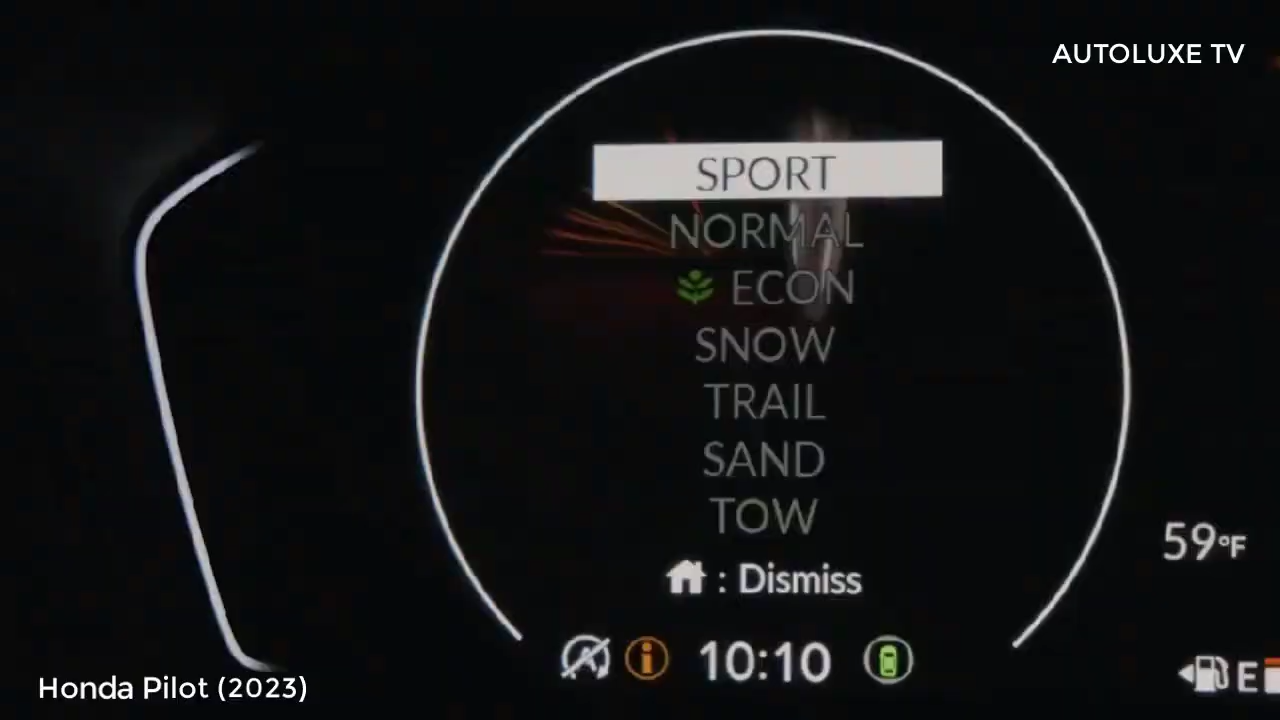 AUTOLUXE TV
SPORT
NORMAL
ECON
SNOW
TRAIL
SAND
TOW
: Dismiss
59°F
10:10
E
Honda Pilot (2023)